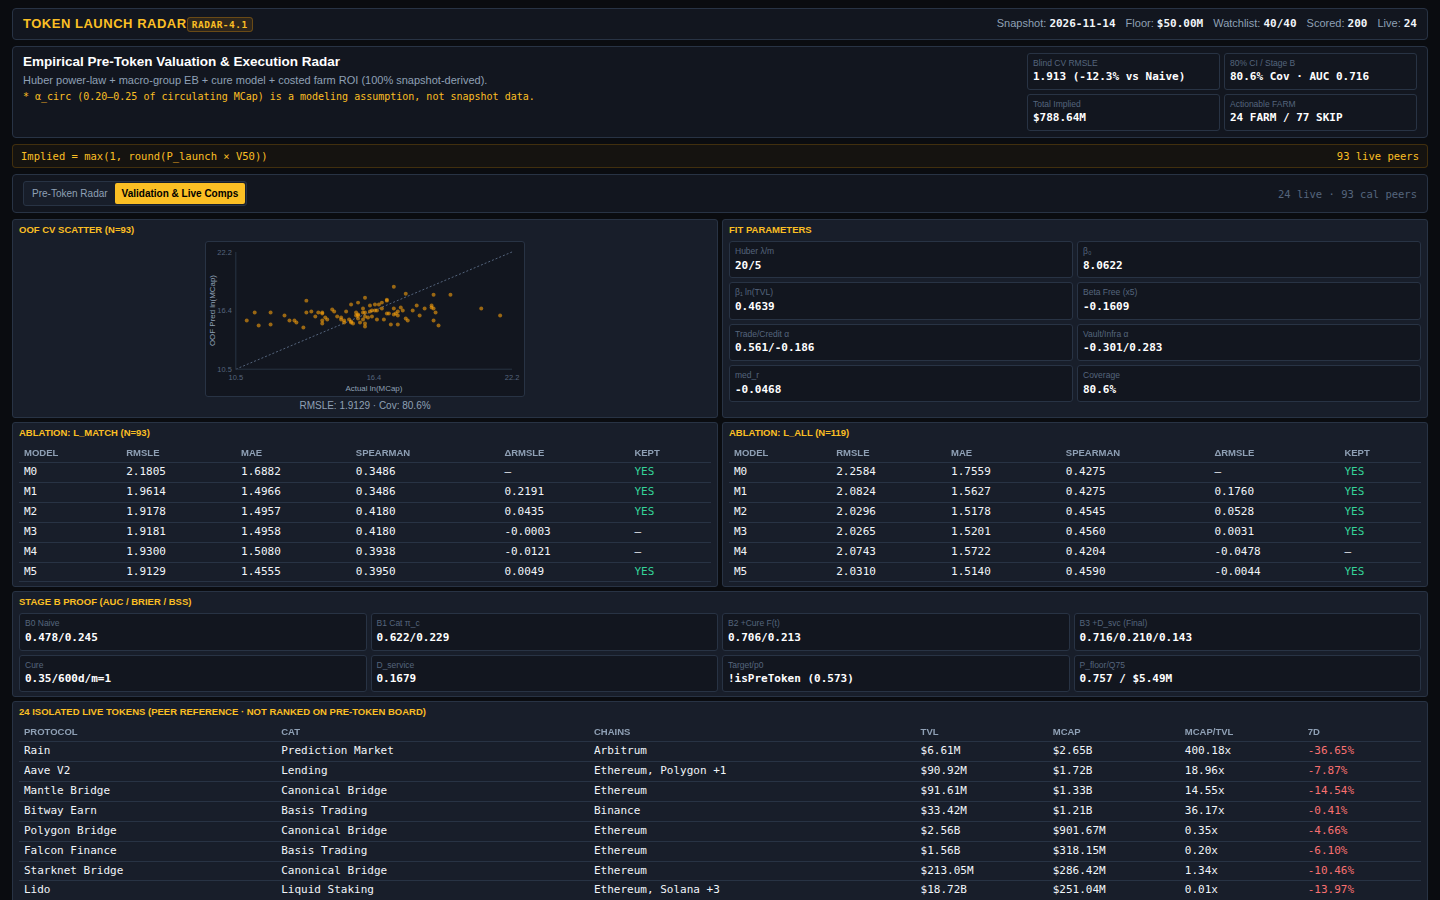 TOKEN LAUNCH RADAR RADAR-4.1
Snapshot: 2026-11-14 Floor: $50.00M Watchlist: 40/40 Scored: 200 Live: 24
Empirical Pre-Token Valuation & Execution Radar
Huber power-law + macro-group EB + cure model + costed farm ROI (100% snapshot-derived).
* α_circ (0.20–0.25 of circulating MCap) is a modeling assumption, not snapshot data.
Blind CV RMSLE
1.913 (-12.3% vs Naive)
80% CI / Stage B
80.6% Cov · AUC 0.716
Total Implied
$788.64M
Actionable FARM
24 FARM / 77 SKIP
Implied = max(1, round(P_launch × V50))
93 live peers
Pre-Token Radar
Validation & Live Comps
24 live · 93 cal peers
OOF CV SCATTER (N=93)
OOF Pred ln(MCap)
22.2
16.4
10.5
10.5 16.4 22.2
Actual ln(MCap)
RMSLE: 1.9129 · Cov: 80.6%
FIT PARAMETERS
Huber λ/m
20/5
β₀
8.0622
β₁ ln(TVL)
0.4639
Beta Free (x5)
-0.1609
Trade/Credit α
0.561/-0.186
Vault/Infra α
-0.301/0.283
med_r
-0.0468
Coverage
80.6%
ABLATION: L_MATCH (N=93)
MODEL RMSLE MAE SPEARMAN ΔRMSLE KEPT
M0 2.1805 1.6882 0.3486 — YES
M1 1.9614 1.4966 0.3486 0.2191 YES
M2 1.9178 1.4957 0.4180 0.0435 YES
M3 1.9181 1.4958 0.4180 -0.0003 —
M4 1.9300 1.5080 0.3938 -0.0121 —
M5 1.9129 1.4555 0.3950 0.0049 YES
ABLATION: L_ALL (N=119)
MODEL RMSLE MAE SPEARMAN ΔRMSLE KEPT
M0 2.2584 1.7559 0.4275 — YES
M1 2.0824 1.5627 0.4275 0.1760 YES
M2 2.0296 1.5178 0.4545 0.0528 YES
M3 2.0265 1.5201 0.4560 0.0031 YES
M4 2.0743 1.5722 0.4204 -0.0478 —
M5 2.0310 1.5140 0.4590 -0.0044 YES
STAGE B PROOF (AUC / BRIER / BSS)
B0 Naive
0.478/0.245
B1 Cat π_c
0.622/0.229
B2 +Cure F(t)
0.706/0.213
B3 +D_svc (Final)
0.716/0.210/0.143
Cure
0.35/600d/m=1
D_service
0.1679
Target/p0
!isPreToken (0.573)
P_floor/Q75
0.757 / $5.49M
24 ISOLATED LIVE TOKENS (PEER REFERENCE · NOT RANKED ON PRE-TOKEN BOARD)
PROTOCOL CAT CHAINS TVL MCAP MCAP/TVL 7D
Rain Prediction Market Arbitrum $6.61M $2.65B 400.18x -36.65%
Aave V2 Lending Ethereum, Polygon +1 $90.92M $1.72B 18.96x -7.87%
Mantle Bridge Canonical Bridge Ethereum $91.61M $1.33B 14.55x -14.54%
Bitway Earn Basis Trading Binance $33.42M $1.21B 36.17x -0.41%
Polygon Bridge Canonical Bridge Ethereum $2.56B $901.67M 0.35x -4.66%
Falcon Finance Basis Trading Ethereum $1.56B $318.15M 0.20x -6.10%
Starknet Bridge Canonical Bridge Ethereum $213.05M $286.42M 1.34x -10.46%
Lido Liquid Staking Ethereum, Solana +3 $18.72B $251.04M 0.01x -13.97%